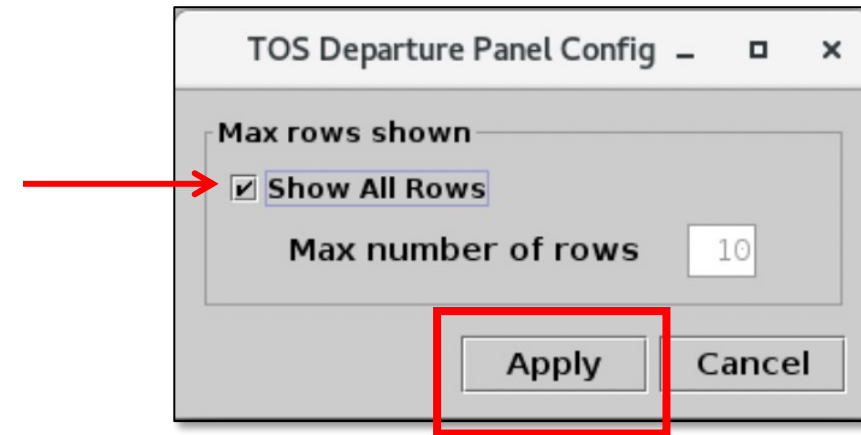 TOS Departure Panel Config
Max rows shown
Show All Rows
Max number of rows 10
Apply Cancel